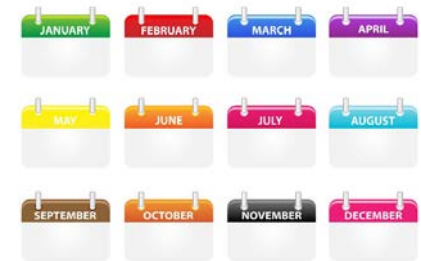 JANUARY FEBRUARY MARCH APRIL
MAY JUNE JULY AUGUST
SEPTEMBER OCTOBER NOVEMBER DECEMBER